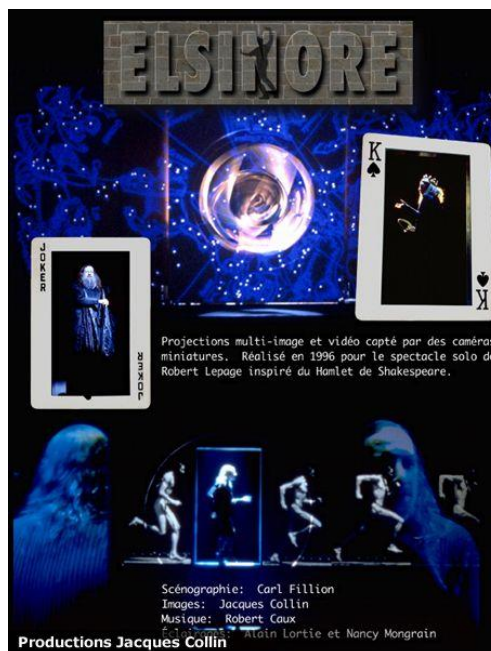 ELSINORE
K
JOKER
Projections multi-image et vidéo capté par des caméras
miniatures. Réalisé en 1996 pour le spectacle solo de
Robert Lepage inspiré du Hamlet de Shakespeare.
K
JOKER
Scénographie: Carl Fillion
Images: Jacques Collin
Musique: Robert Caux
Éclairages: Alain Lortie et Nancy Mongrain
Productions Jacques Collin